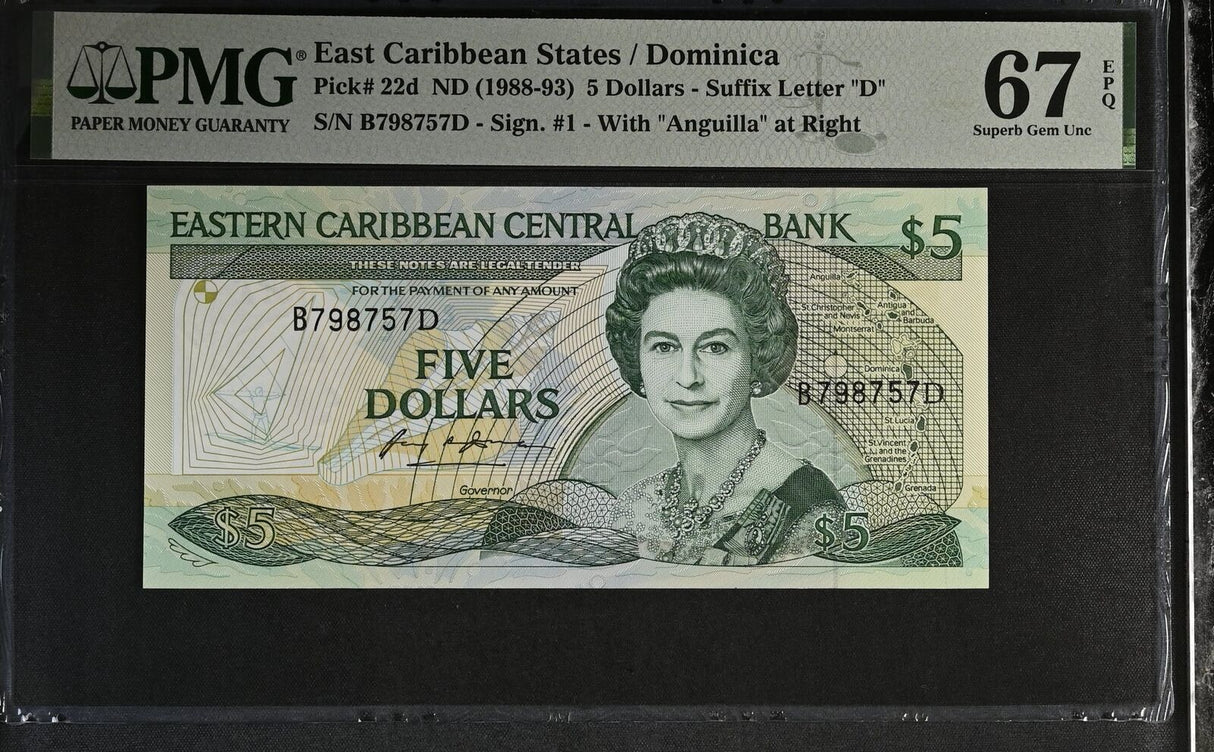 PMG®
PAPER MONEY GUARANTY
East Caribbean States / Dominica
Pick# 22d ND (1988-93) 5 Dollars - Suffix Letter "D"
S/N B798757D - Sign. #1 - With "Anguilla" at Right
67
EPQ
Superb Gem Unc
EASTERN CARIBBEAN CENTRAL BANK $5
THESE NOTES ARE LEGAL TENDER
FOR THE PAYMENT OF ANY AMOUNT
B798757D
FIVE
DOLLARS
Governor
$5
Anguilla
St. Christopher
and Nevis
Antigua
and
Barbuda
Montserrat
Dominica
B798757D
St. Lucia
St. Vincent
and the
Grenadines
Grenada
$5